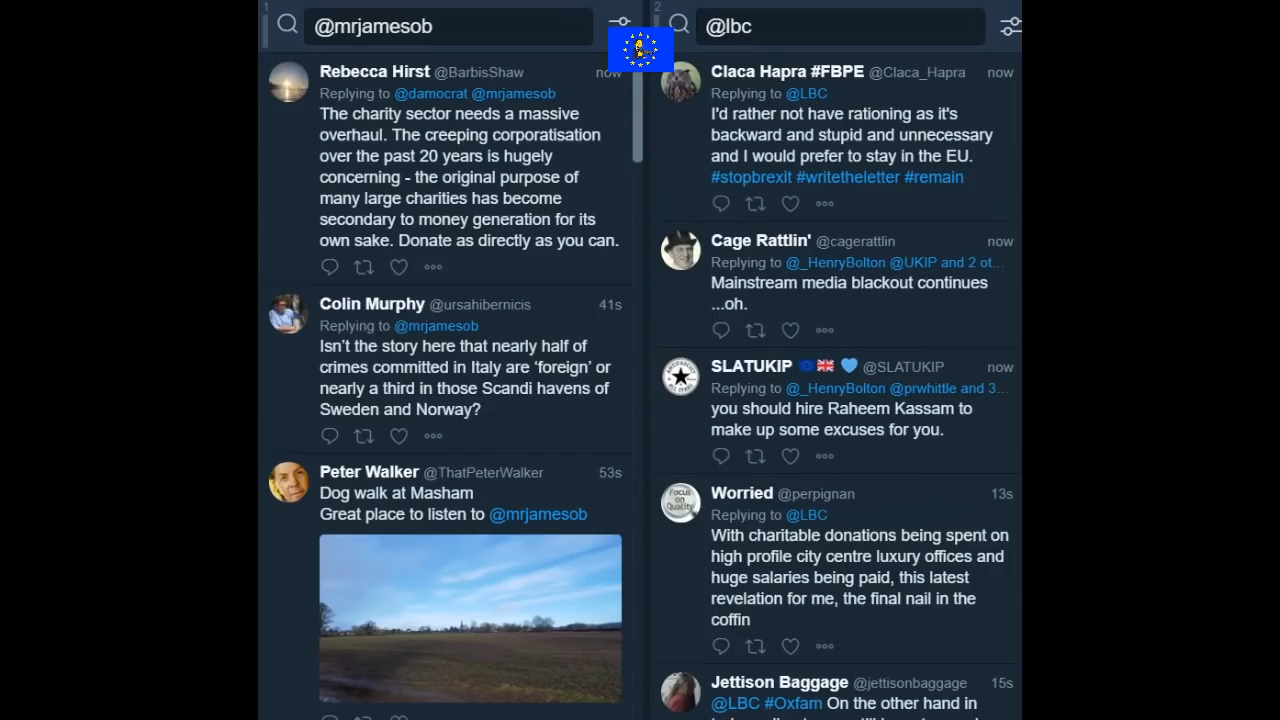 1
@mrjamesob
Rebecca Hirst @BarbisShaw now
Replying to @damocrat @mrjamesob
The charity sector needs a massive
overhaul. The creeping corporatisation
over the past 20 years is hugely
concerning - the original purpose of
many large charities has become
secondary to money generation for its
own sake. Donate as directly as you can.
Colin Murphy @ursahibernicis 41s
Replying to @mrjamesob
Isn’t the story here that nearly half of
crimes committed in Italy are ‘foreign’ or
nearly a third in those Scandi havens of
Sweden and Norway?
Peter Walker @ThatPeterWalker 53s
Dog walk at Masham
Great place to listen to @mrjamesob
2
@lbc
Claca Hapra #FBPE @Claca_Hapra now
Replying to @LBC
I'd rather not have rationing as it's
backward and stupid and unnecessary
and I would prefer to stay in the EU.
#stopbrexit #writetheletter #remain
Cage Rattlin' @cagerattlin now
Replying to @_HenryBolton @UKIP and 2 ot...
Mainstream media blackout continues
...oh.
SLATUKIP 🇪🇺🇬🇧💙 @SLATUKIP now
Replying to @_HenryBolton @prwhittle and 3...
you should hire Raheem Kassam to
make up some excuses for you.
Focus
on
Quality
Worried @perpignan 13s
Replying to @LBC
With charitable donations being spent on
high profile city centre luxury offices and
huge salaries being paid, this latest
revelation for me, the final nail in the
coffin
Jettison Baggage @jettisonbaggage 15s
@LBC #Oxfam On the other hand in